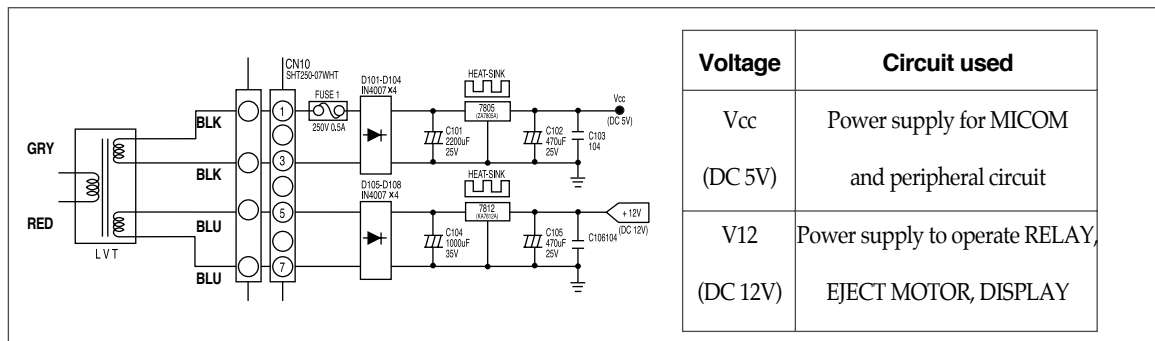 CN10
SHT250-07WHT
D101-D104
IN4007 ×4
HEAT-SINK
FUSE 1
250V 0.5A
BLK
1
7805
(ZA7805A)
Vcc
(DC 5V)
C101
2200uF
25V
C102
470uF
25V
C103
104
GRY
BLK
3
D105-D108
IN4007 ×4
HEAT-SINK
RED
BLU
5
7812
(KA7812A)
+ 12V
(DC 12V)
C104
1000uF
35V
C105
470uF
25V
C106104
L V T
BLU
7
Voltage
Circuit used
Vcc
(DC 5V)
Power supply for MICOM
and peripheral circuit
V12
(DC 12V)
Power supply to operate RELAY,
EJECT MOTOR, DISPLAY